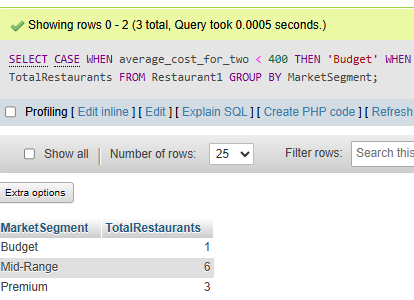 Showing rows 0 - 2 (3 total, Query took 0.0005 seconds.)
SELECT CASE WHEN average_cost_for_two < 400 THEN 'Budget' WHEN
TotalRestaurants FROM Restaurant1 GROUP BY MarketSegment;
Profiling [ Edit inline ] [ Edit ] [ Explain SQL ] [ Create PHP code ] [ Refresh
Show all | Number of rows: 25 Filter rows: Search this
Extra options
MarketSegment TotalRestaurants
Budget 1
Mid-Range 6
Premium 3